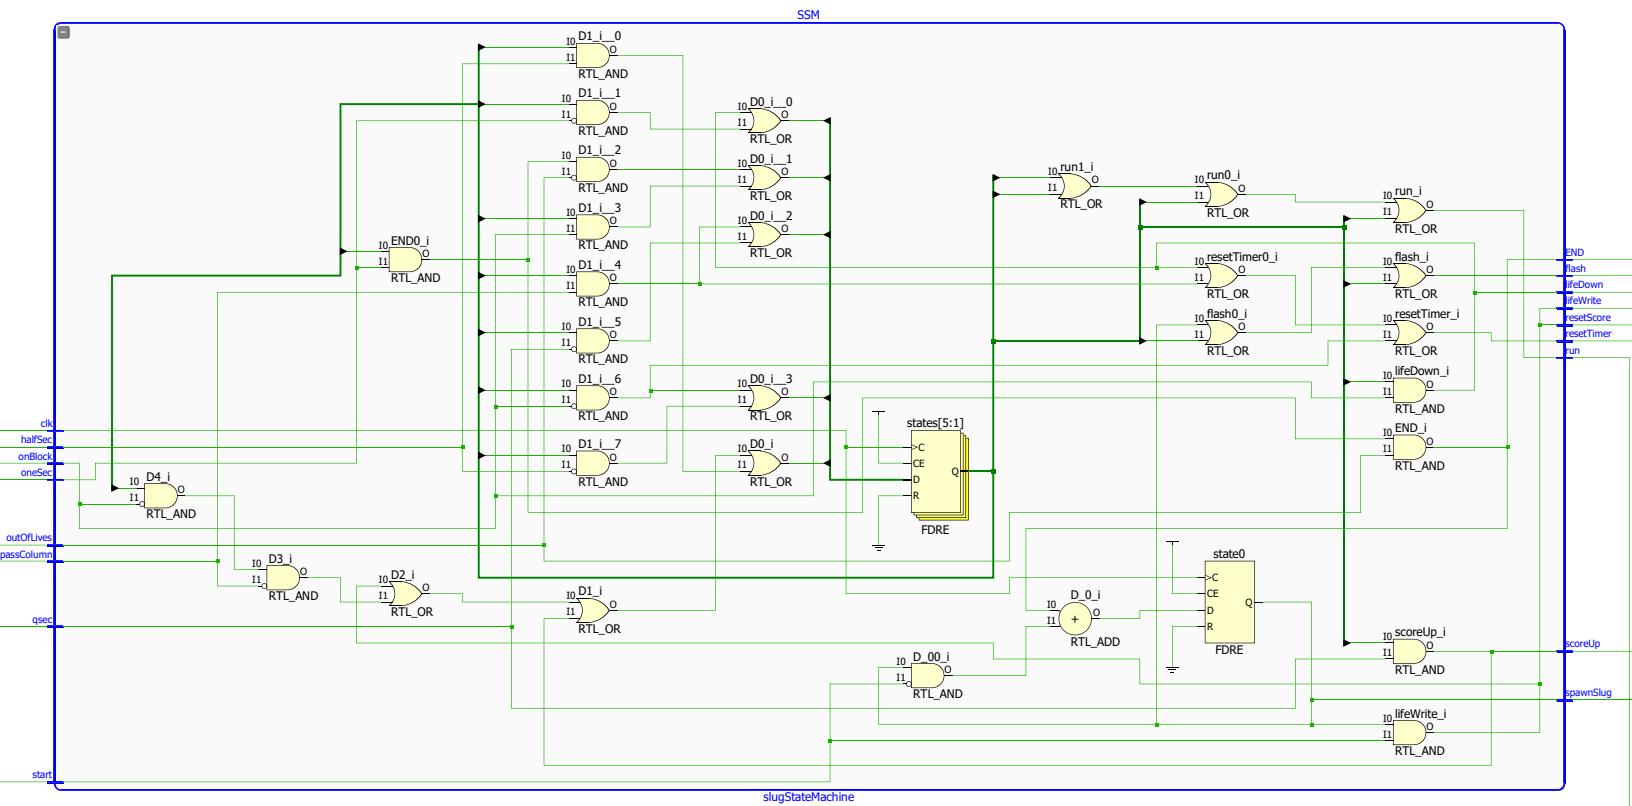 SSM
D1_i__0
I0
I1
O
RTL_AND
D1_i__1
I0
I1
O
RTL_AND
D0_i__0
I0
I1
O
RTL_OR
D1_i__2
I0
I1
O
RTL_AND
D0_i__1
I0
I1
O
RTL_OR
run1_i
I0
I1
O
RTL_OR
run0_i
I0
I1
O
RTL_OR
run_i
I0
I1
O
RTL_OR
D1_i__3
I0
I1
O
RTL_AND
D0_i__2
I0
I1
O
RTL_OR
END0_i
I0
I1
O
RTL_AND
D1_i__4
I0
I1
O
RTL_AND
resetTimer0_i
I0
I1
O
RTL_OR
flash_i
I0
I1
O
RTL_OR
END
flash
lifeDown
lifeWrite
resetScore
resetTimer
run
D1_i__5
I0
I1
O
RTL_AND
flash0_i
I0
I1
O
RTL_OR
resetTimer_i
I0
I1
O
RTL_OR
D1_i__6
I0
I1
O
RTL_AND
D0_i__3
I0
I1
O
RTL_OR
lifeDown_i
I0
I1
O
RTL_AND
clk
halfSec
onBlock
oneSec
D1_i__7
I0
I1
O
RTL_AND
D0_i
I0
I1
O
RTL_OR
states[5:1]
>C
CE
D
R
Q
FDRE
END_i
I0
I1
O
RTL_AND
D4_i
I0
I1
O
RTL_AND
outOfLives
passColumn
D3_i
I0
I1
O
RTL_AND
D2_i
I0
I1
O
RTL_OR
D1_i
I0
I1
O
RTL_OR
state0
>C
CE
D
R
Q
FDRE
D_0_i
I0
I1
+
O
RTL_ADD
qsec
scoreUp_i
I0
I1
O
RTL_AND
scoreUp
D_00_i
I0
I1
O
RTL_AND
spawnSlug
lifeWrite_i
I0
I1
O
RTL_AND
start
slugStateMachine